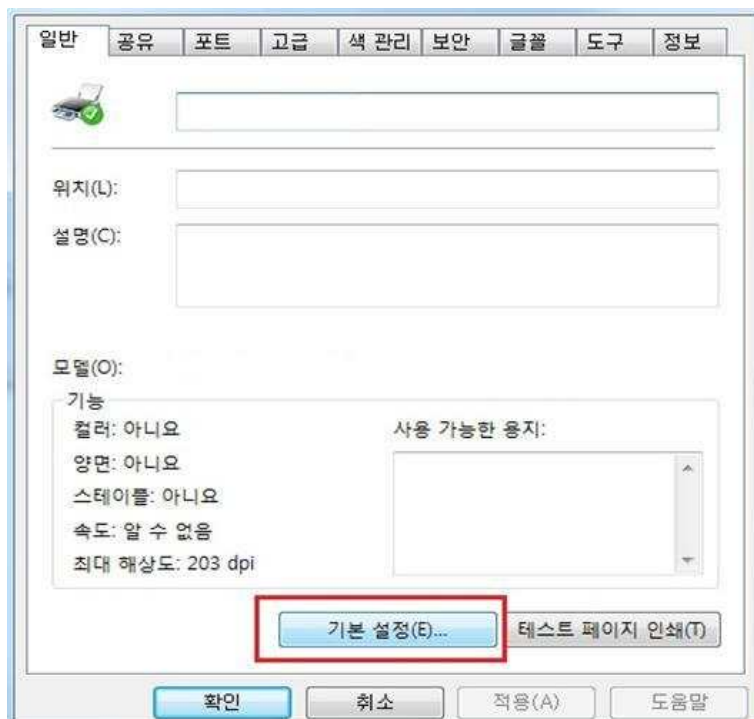 일반 공유 포트 고급 색 관리 보안 글꼴 도구 정보
위치(L):
설명(C):
모델(O):
기능
컬러: 아니요
사용 가능한 용지:
양면: 아니요
스테이플: 아니요
속도: 알 수 없음
최대 해상도: 203 dpi
기본 설정(E)... 테스트 페이지 인쇄(T)
확인 취소 적용(A) 도움말